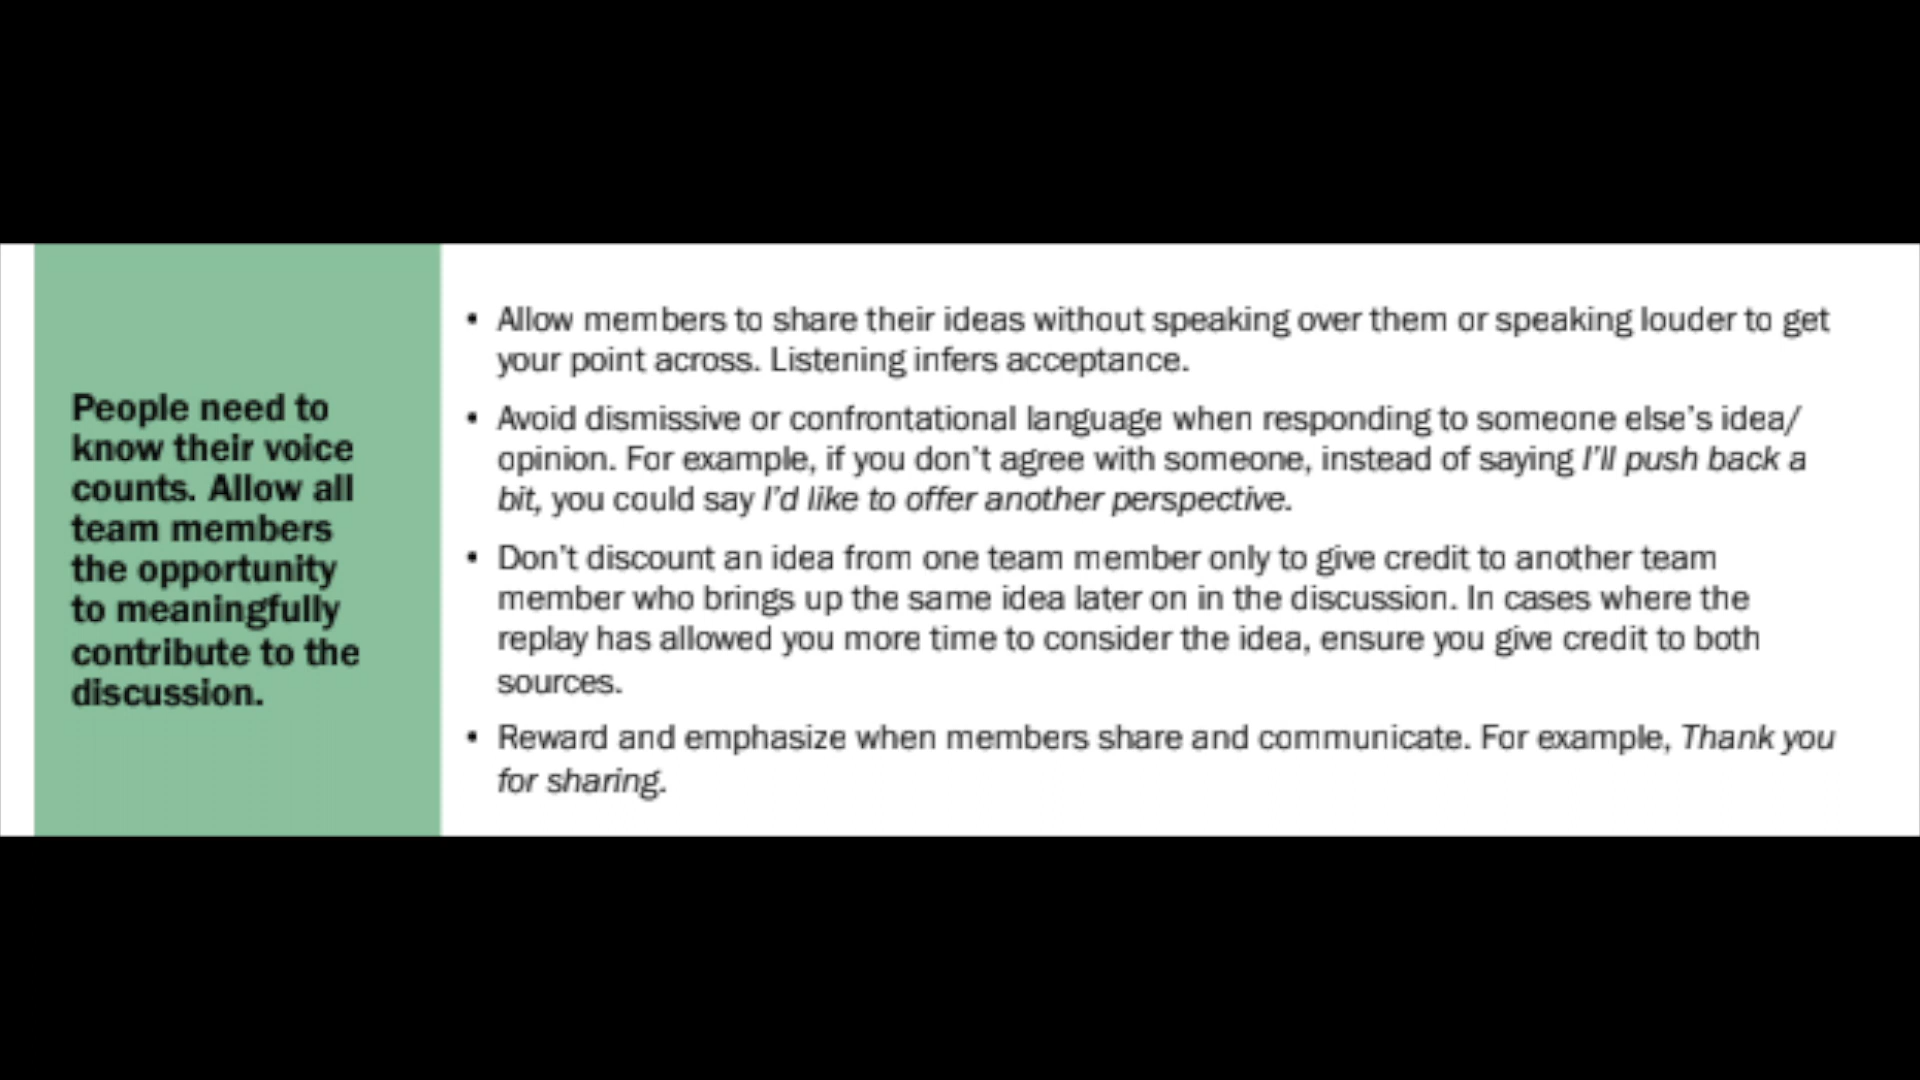 People need to
know their voice
counts. Allow all
team members
the opportunity
to meaningfully
contribute to the
discussion.
• Allow members to share their ideas without speaking over them or speaking louder to get
your point across. Listening infers acceptance.
• Avoid dismissive or confrontational language when responding to someone else's idea/
opinion. For example, if you don't agree with someone, instead of saying I'll push back a
bit, you could say I'd like to offer another perspective.
• Don't discount an idea from one team member only to give credit to another team
member who brings up the same idea later on in the discussion. In cases where the
replay has allowed you more time to consider the idea, ensure you give credit to both
sources.
• Reward and emphasize when members share and communicate. For example, Thank you
for sharing.